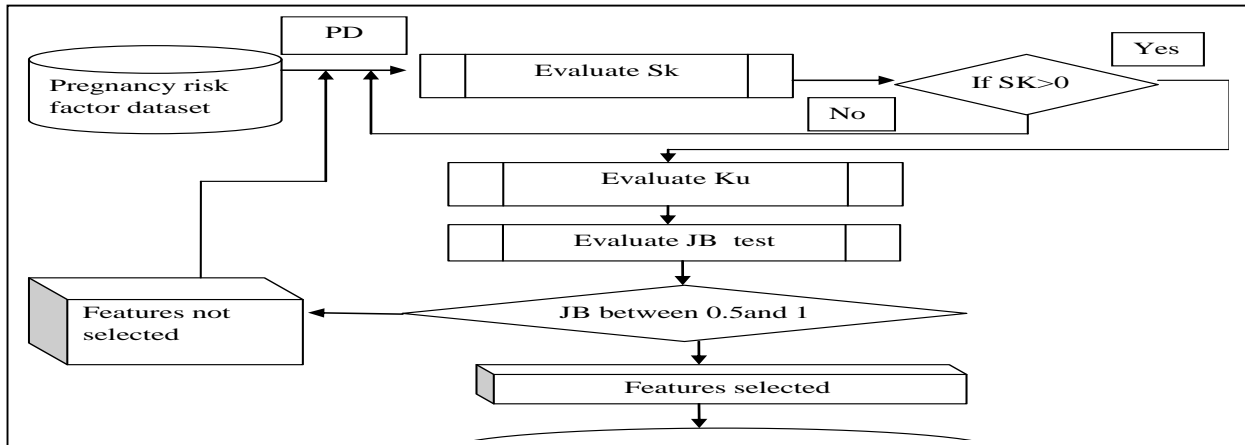 PD
Yes
Pregnancy risk
factor dataset
Evaluate Sk
If SK>0
No
Evaluate Ku
Evaluate JB test
Features not
selected
JB between 0.5and 1
Features selected